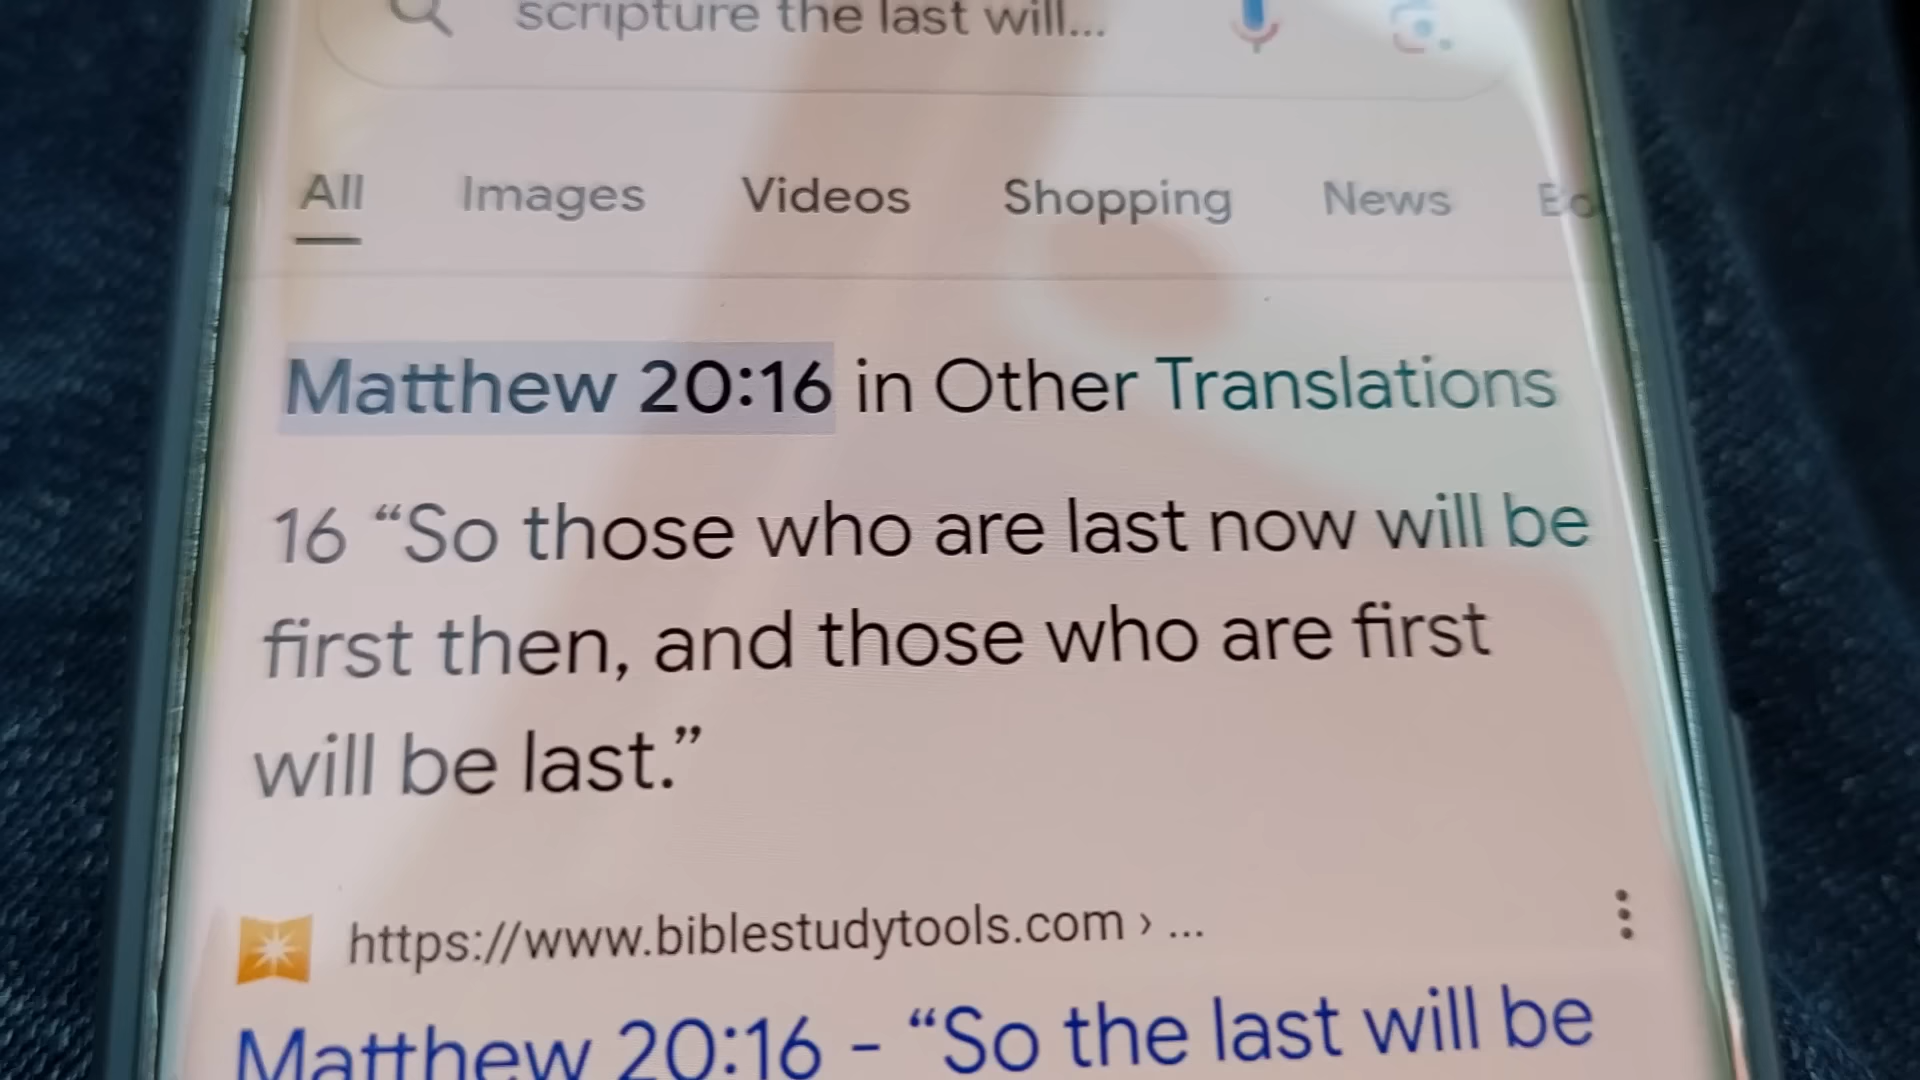 scripture the last will...
All Images Videos Shopping News
Matthew 20:16 in Other Translations
16 “So those who are last now will be
first then, and those who are first
will be last.”
https://www.biblestudytools.com › ...
Matthew 20:16 - “So the last will be